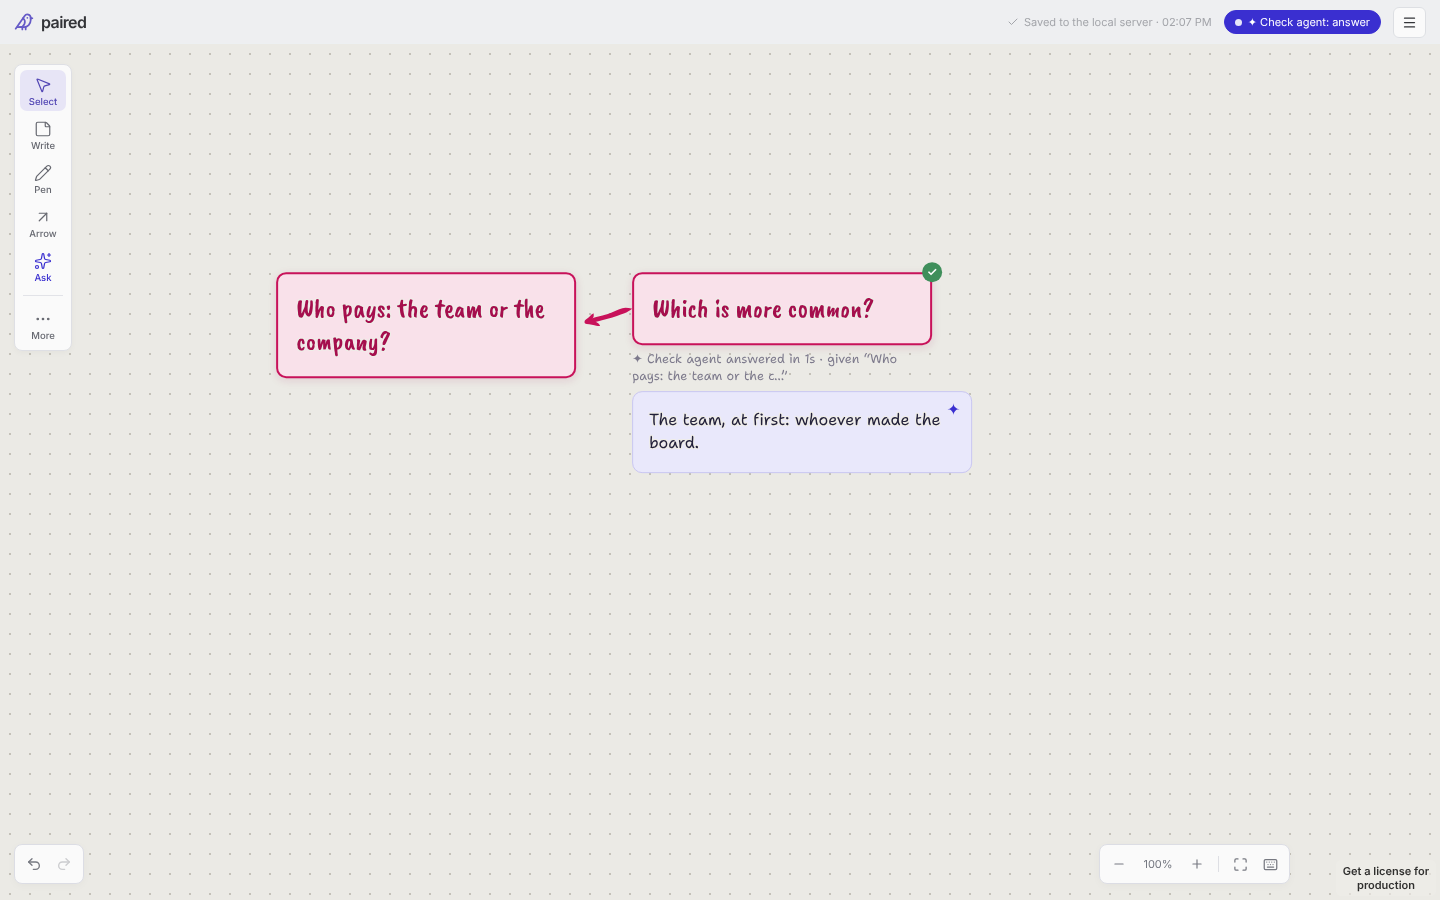 paired
Saved to the local server · 02:07 PM
✦ Check agent: answer
Select
Write
Pen
Arrow
Ask
More
Who pays: the team or the
company?
Which is more common?
✦ Check agent answered in 1s · given “Who
pays: the team or the c…”
The team, at first: whoever made the
board.
100%
Get a license for
production